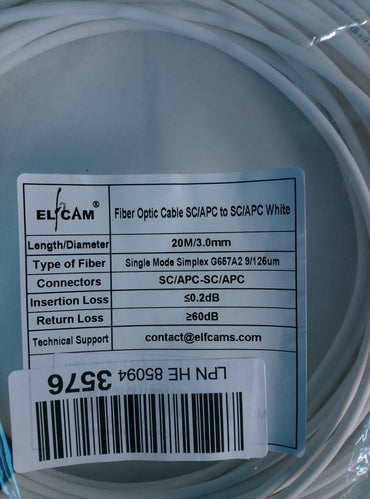 ELFCAM®
Fiber Optic Cable SC/APC to SC/APC White
Length/Diameter 20M/3.0mm
Type of Fiber Single Mode Simplex G667A2 9/126um
Connectors SC/APC-SC/APC
Insertion Loss ≤0.2dB
Return Loss ≥60dB
Technical Support contact@elfcams.com
LPN HE 85094 3576